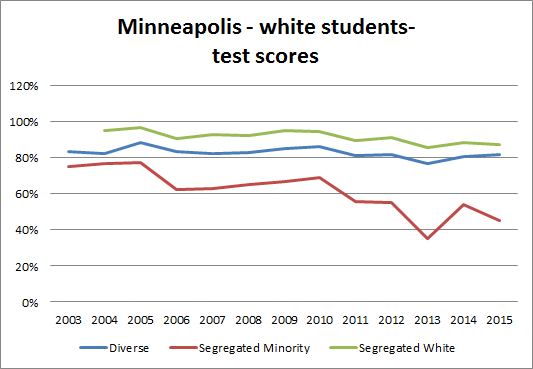 Minneapolis - white students-
test scores
120%
100%
80%
60%
40%
20%
0%
2003 2004 2005 2006 2007 2008 2009 2010 2011 2012 2013 2014 2015
Diverse Segregated Minority Segregated White